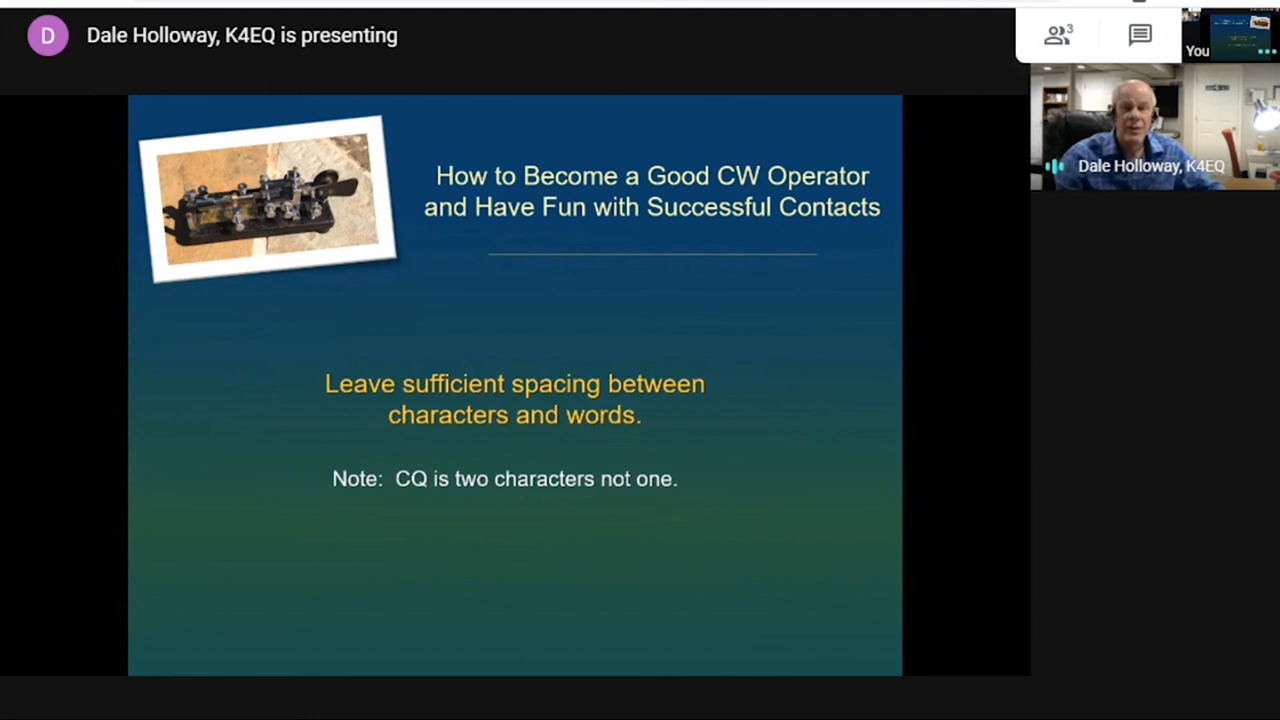 D
Dale Holloway, K4EQ is presenting
3
You
Dale Holloway, K4EQ
How to Become a Good CW Operator
and Have Fun with Successful Contacts
Leave sufficient spacing between
characters and words.
Note: CQ is two characters not one.